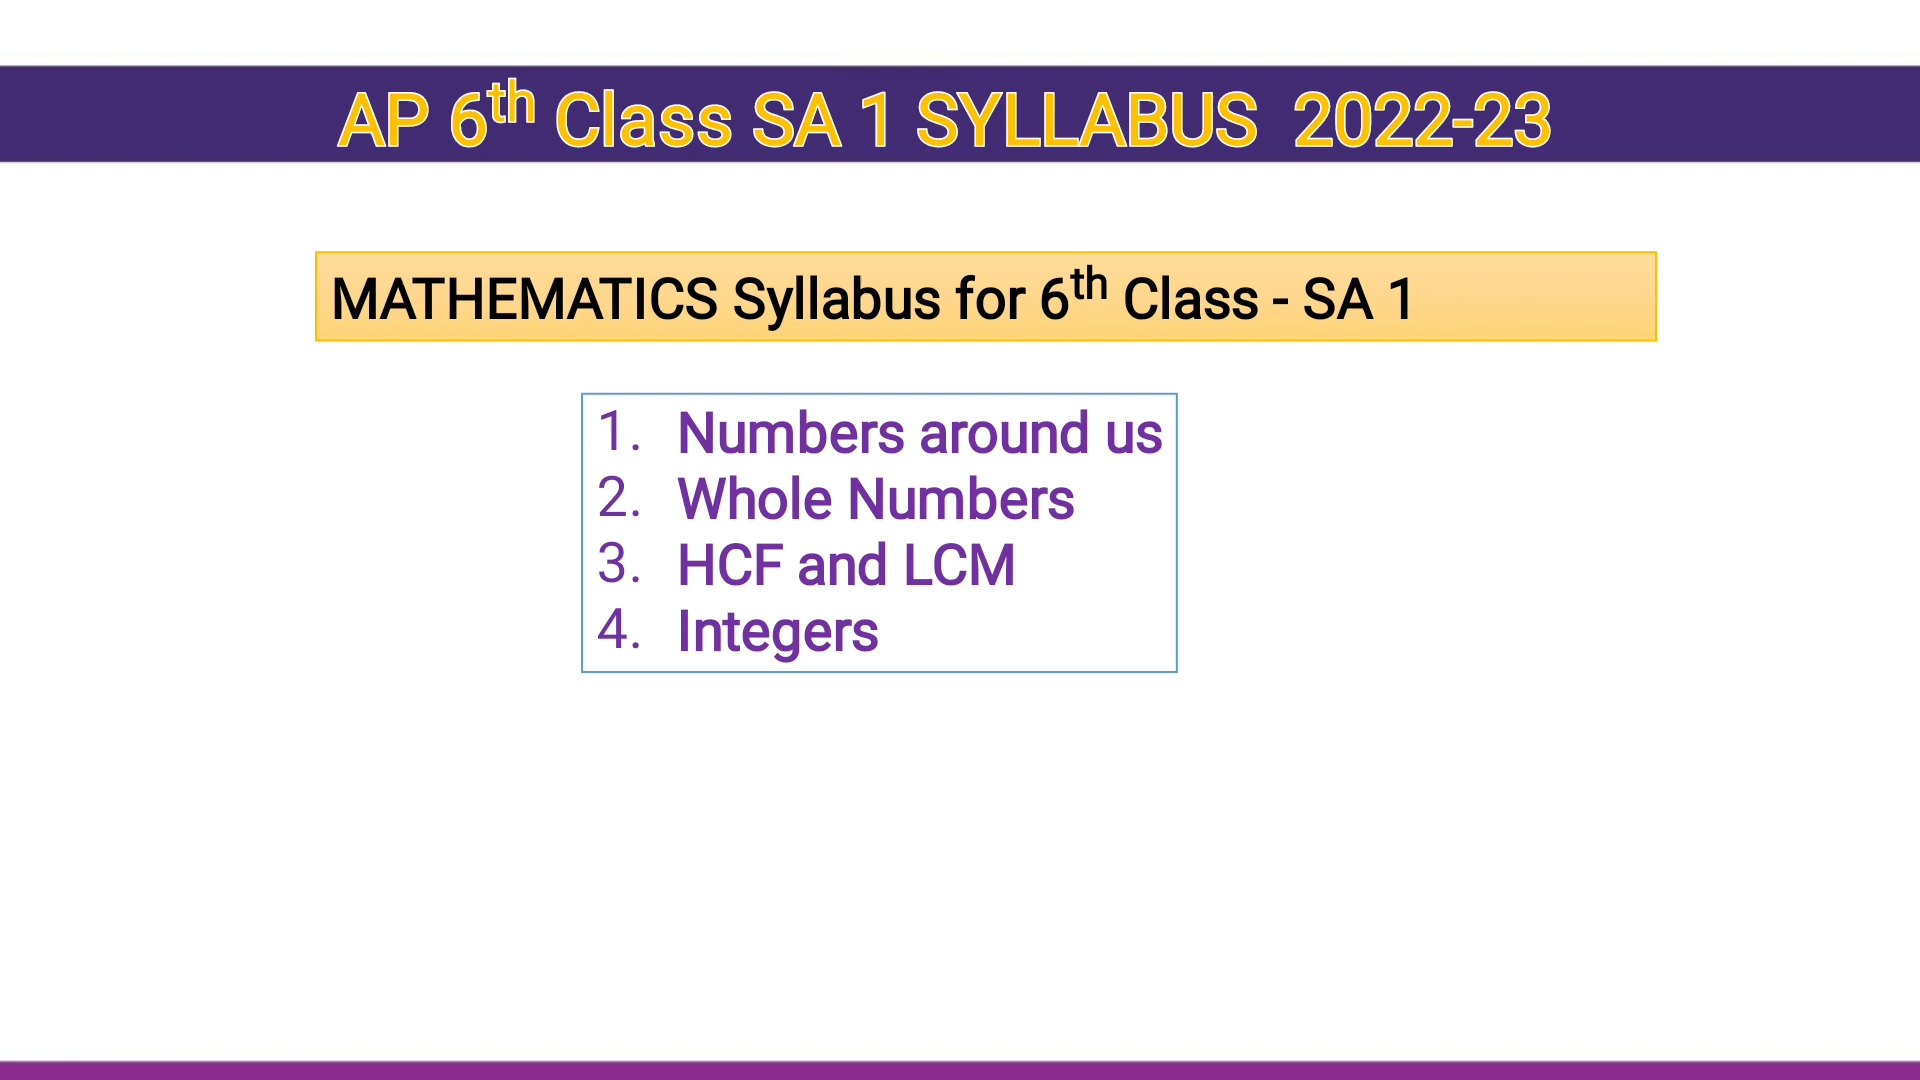 AP 6th Class SA 1 SYLLABUS 2022-23
MATHEMATICS Syllabus for 6th Class - SA 1
1. Numbers around us
2. Whole Numbers
3. HCF and LCM
4. Integers